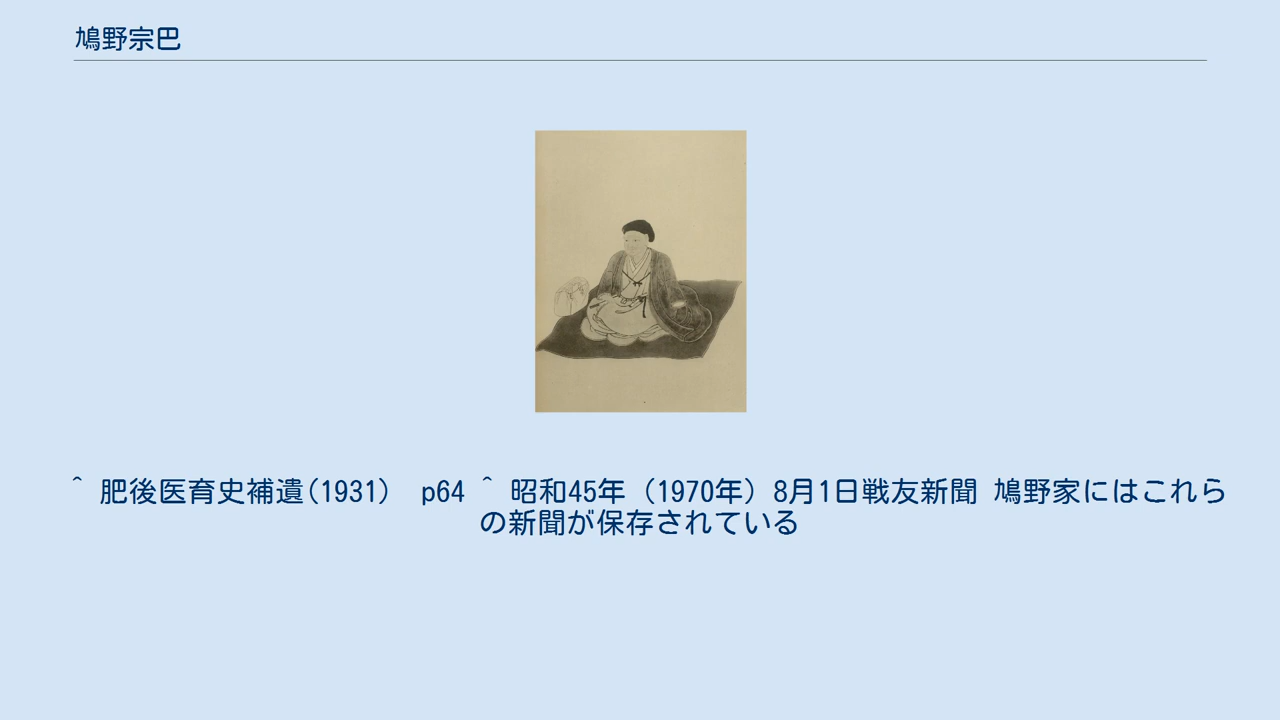 鳩野宗巴
^ 肥後医育史補遺(1931)　p64 ^ 昭和45年（1970年）8月1日戦友新聞 鳩野家にはこれら
の新聞が保存されている